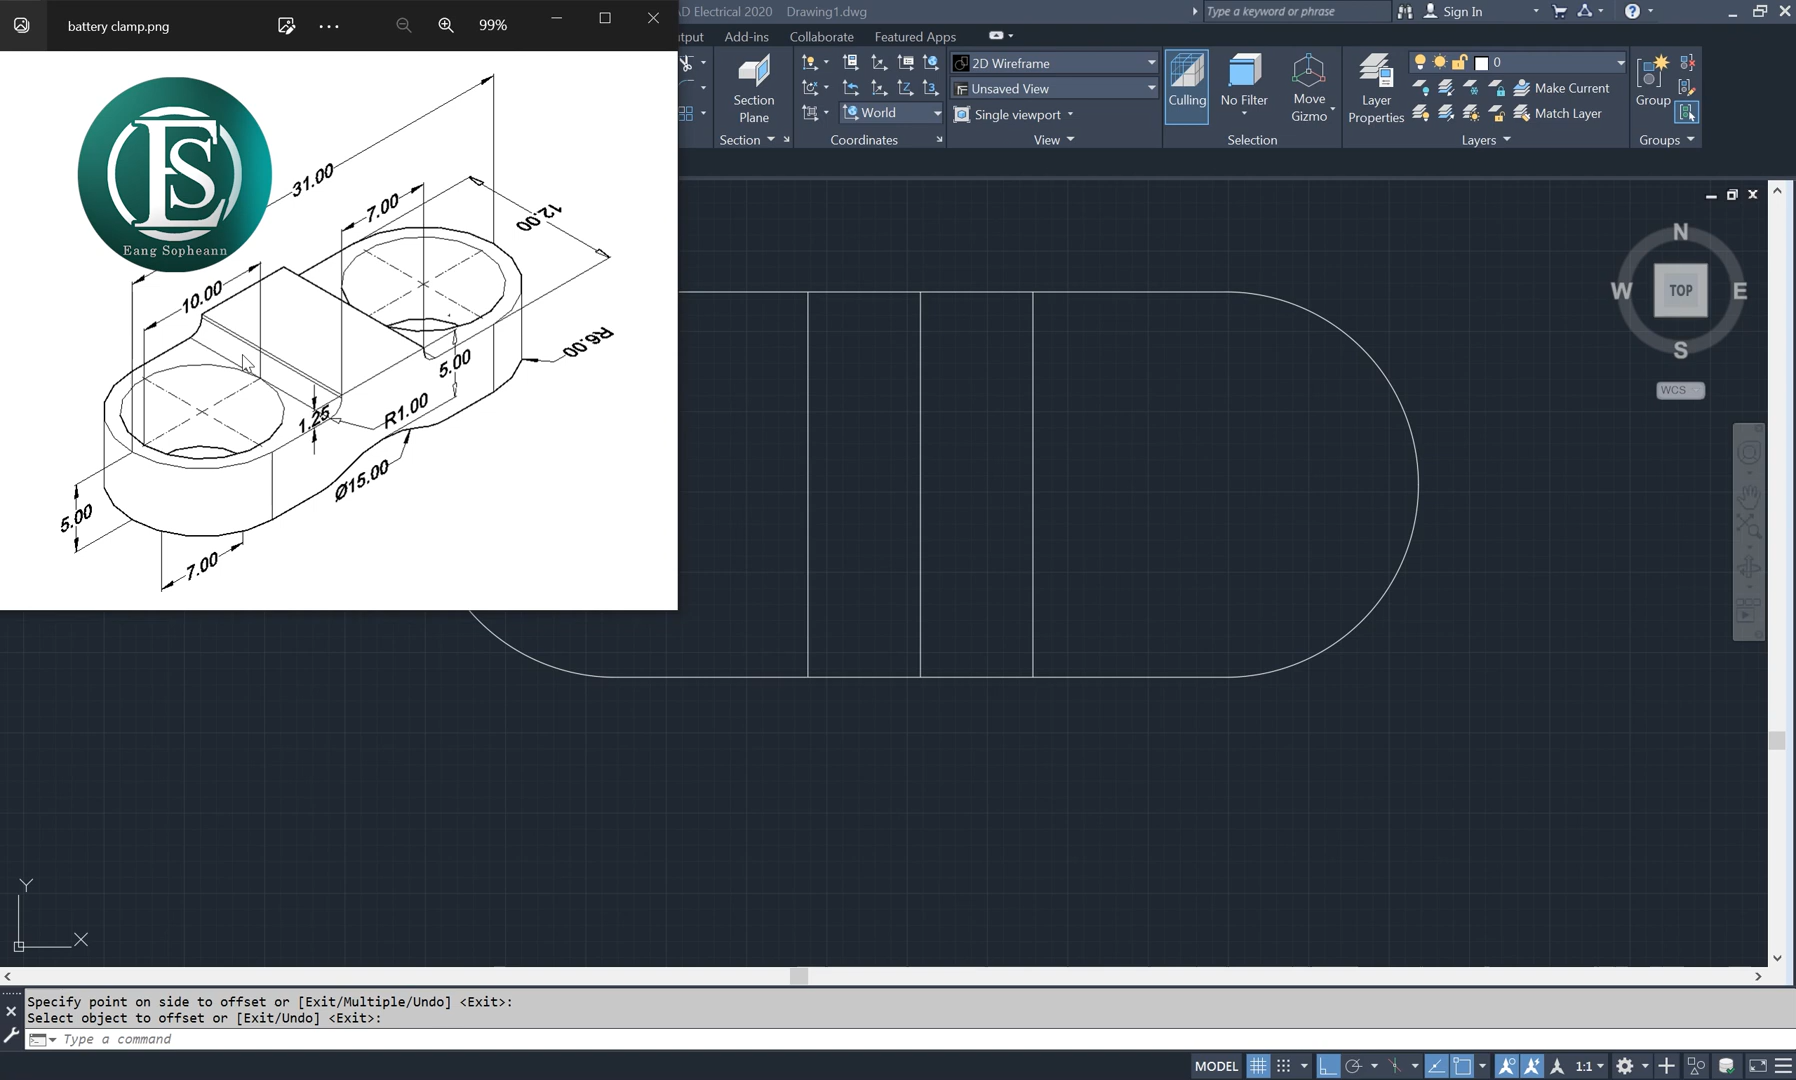 battery clamp.png
99%
AD Electrical 2020 Drawing1.dwg
Type a keyword or phrase
Sign In
utput
Add-ins
Collaborate
Featured Apps
2D Wireframe
Unsaved View
World
Single viewport
Section
Plane
Culling
No Filter
Move
Gizmo
Layer
Properties
0
Make Current
Match Layer
Group
Section
Coordinates
View
Selection
Layers
Groups
ES
Eang Sopheann
31.00
7.00
12.00
10.00
R6.00
5.00
1.25
R1.00
Ø15.00
5.00
7.00
N
W
TOP
E
S
WCS
Y
X
Specify point on side to offset or [Exit/Multiple/Undo] <Exit>:
Select object to offset or [Exit/Undo] <Exit>:
Type a command
MODEL
1:1